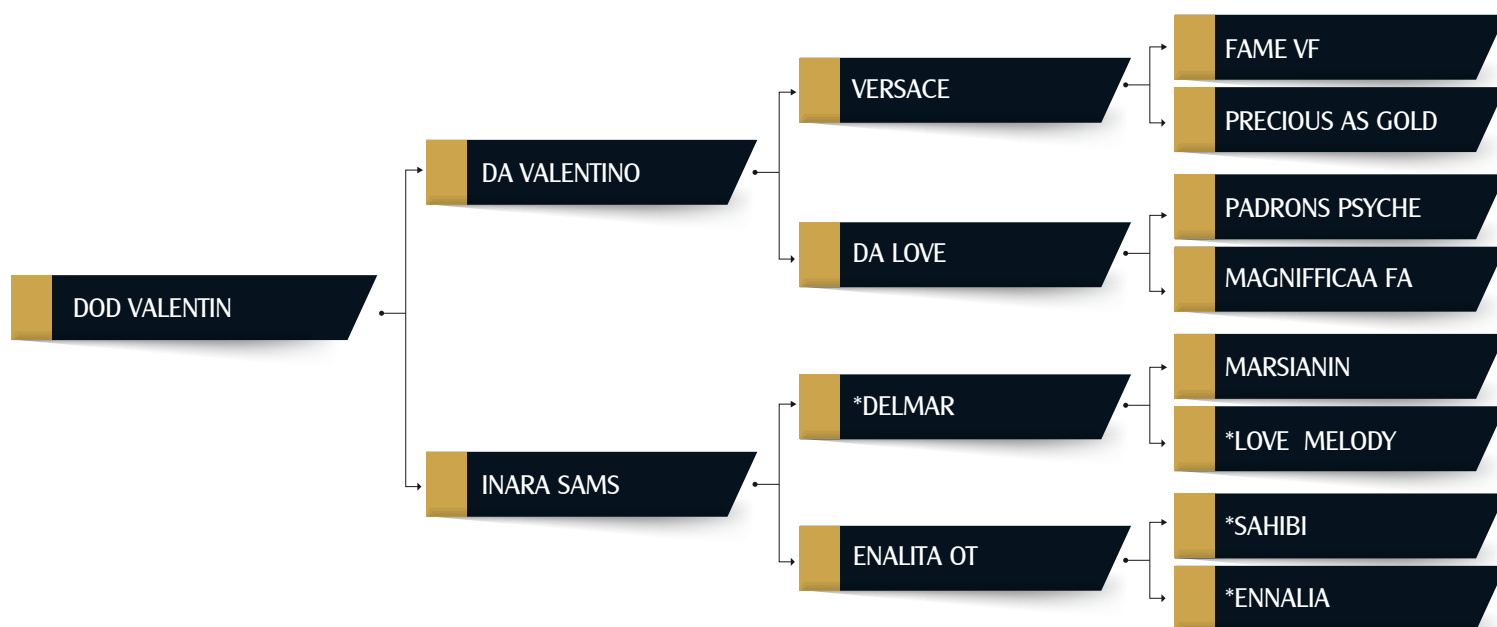 DOD VALENTIN
DA VALENTINO
INARA SAMS
VERSACE
DA LOVE
*DELMAR
ENALITA OT
FAME VF
PRECIOUS AS GOLD
PADRONS PSYCHE
MAGNIFFICAA FA
MARSIANIN
*LOVE MELODY
*SAHIBI
*ENNALIA